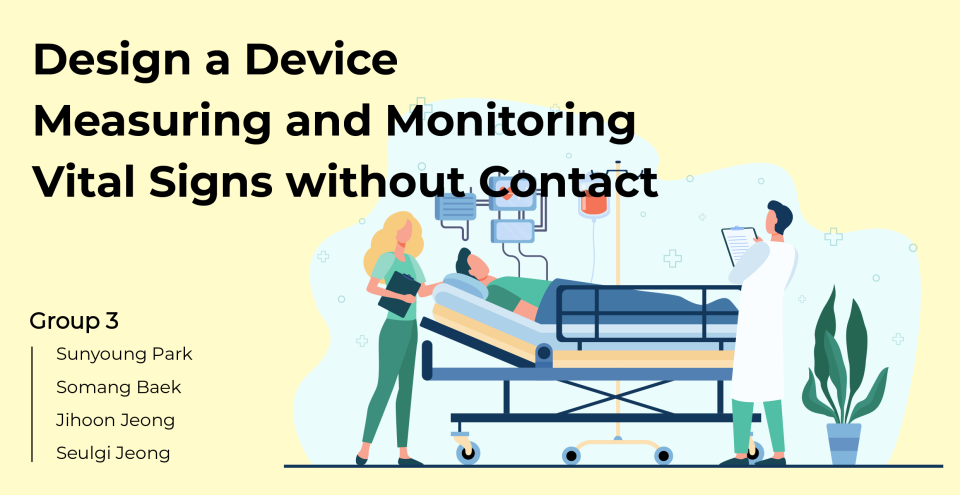 Design a Device
Measuring and Monitoring
Vital Signs without Contact
Group 3
Sunyoung Park
Somang Baek
Jihoon Jeong
Seulgi Jeong